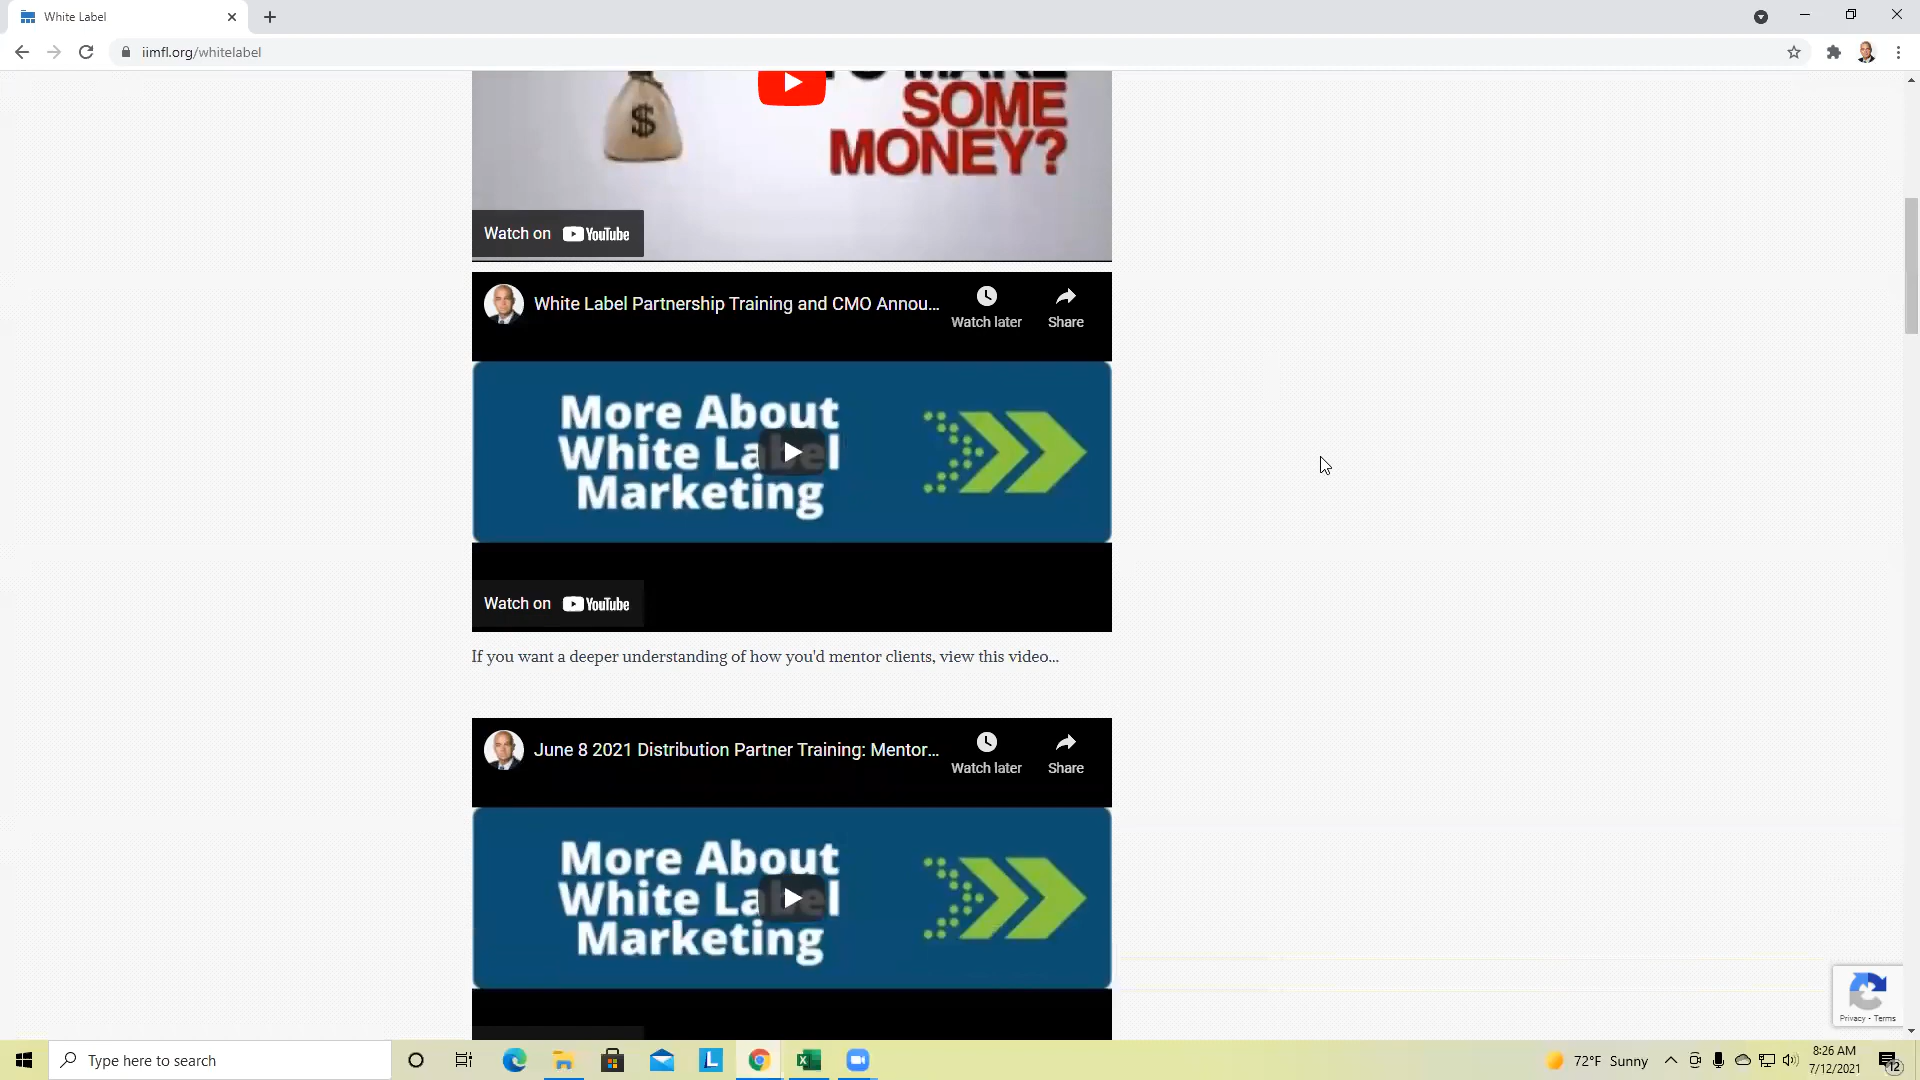 White Label
iimfl.org/whitelabel
TO MAKE
SOME
MONEY?
$
Watch on YouTube
White Label Partnership Training and CMO Annou...
Watch later
Share
More About
White Label
Marketing
Watch on YouTube
If you want a deeper understanding of how you'd mentor clients, view this video...
June 8 2021 Distribution Partner Training: Mentor...
Watch later
Share
More About
White Label
Marketing
Privacy - Terms
Type here to search
L
72°F Sunny
8:26 AM
7/12/2021
12